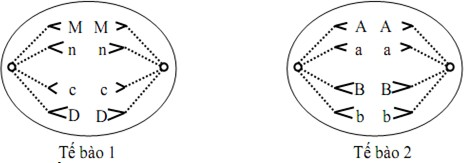 M M A A
n n a a
c c B B
D D b b
Tế bào 1 Tế bào 2